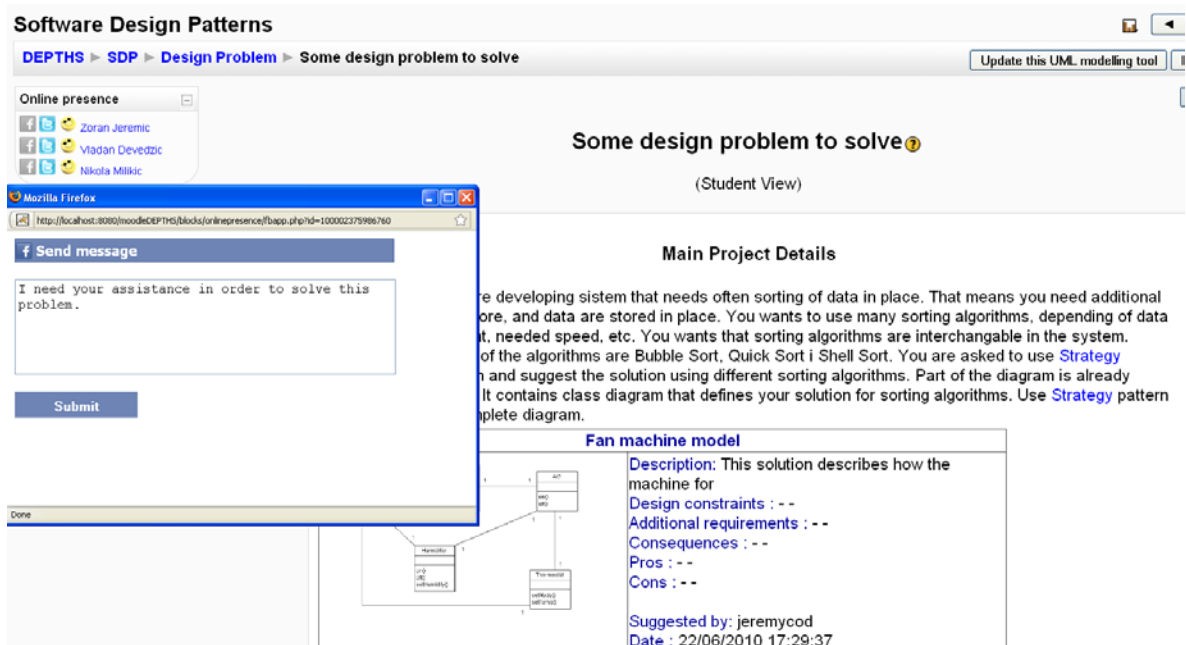 Software Design Patterns
DEPTHS ► SDP ► Design Problem ► Some design problem to solve
Update this UML modelling tool
Online presence
Zoran Jeremic
Vladan Devedzic
Nikola Milikic
Some design problem to solve
(Student View)
Mozilla Firefox
http://localhost:8080/moodleDEPTHS/blocks/onlinepresence/fbapp.php?id=100002375986760
Send message
I need your assistance in order to solve this
problem.
Submit
Done
Main Project Details
re developing sistem that needs often sorting of data in place. That means you need additional
ore, and data are stored in place. You wants to use many sorting algorithms, depending of data
t, needed speed, etc. You wants that sorting algorithms are interchangable in the system.
of the algorithms are Bubble Sort, Quick Sort i Shell Sort. You are asked to use Strategy
n and suggest the solution using different sorting algorithms. Part of the diagram is already
It contains class diagram that defines your solution for sorting algorithms. Use Strategy pattern
nplete diagram.
Fan machine model
Description: This solution describes how the
machine for
Design constraints : - -
Additional requirements : - -
Consequences : - -
Pros : - -
Cons : - -
Suggested by: jeremycod
Date : 22/06/2010 17:29:37